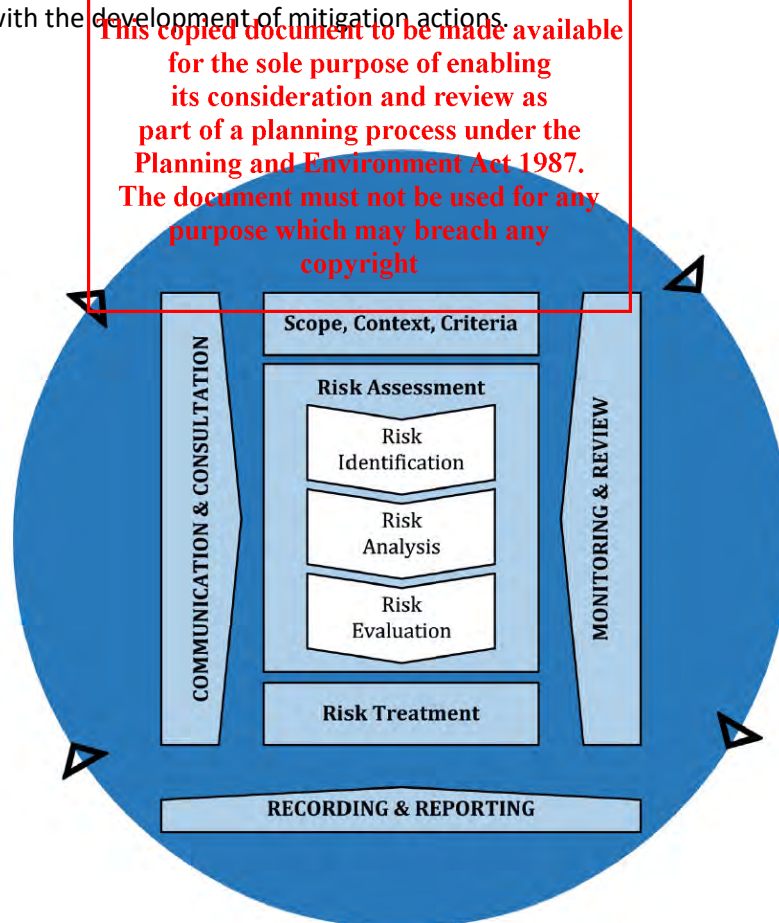 with the development of mitigation actions.
This copied document to be made available
for the sole purpose of enabling
its consideration and review as
part of a planning process under the
Planning and Environment Act 1987.
The document must not be used for any
purpose which may breach any
copyright
Scope, Context, Criteria
COMMUNICATION & CONSULTATION
Risk Assessment
Risk
Identification
Risk
Analysis
Risk
Evaluation
MONITORING & REVIEW
Risk Treatment
RECORDING & REPORTING